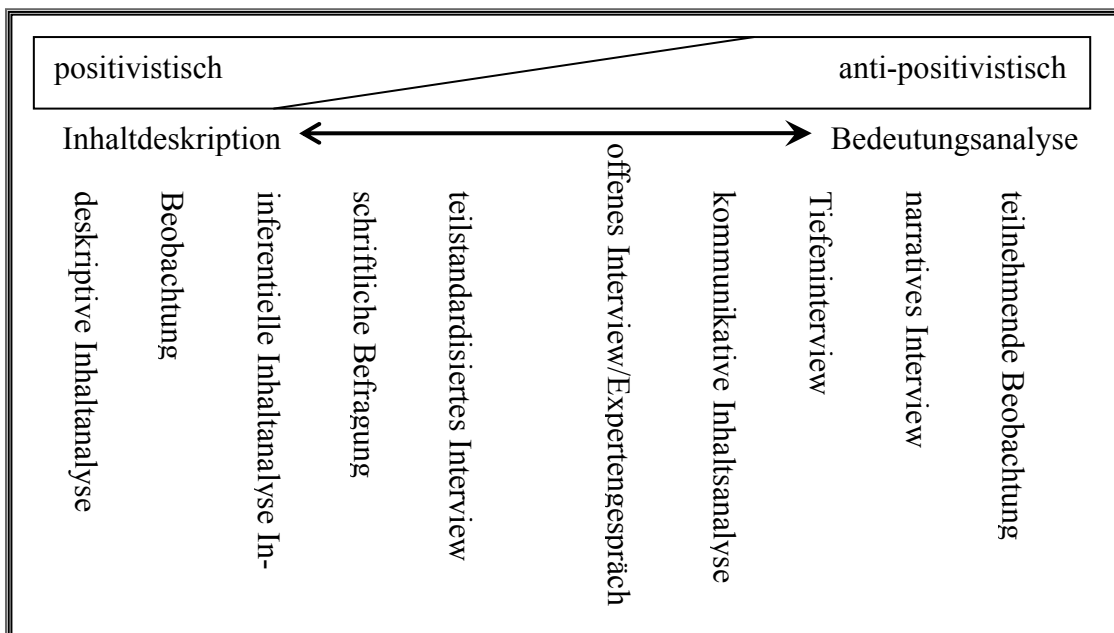 positivistisch
anti-positivistisch
Inhaltdeskription
Bedeutungsanalyse
deskriptive Inhaltanalyse
Beobachtung
inferentielle Inhaltanalyse In-
schriftliche Befragung
teilstandardisiertes Interview
offenes Interview/Expertengespräch
kommunikative Inhaltsanalyse
Tiefeninterview
narratives Interview
teilnehmende Beobachtung